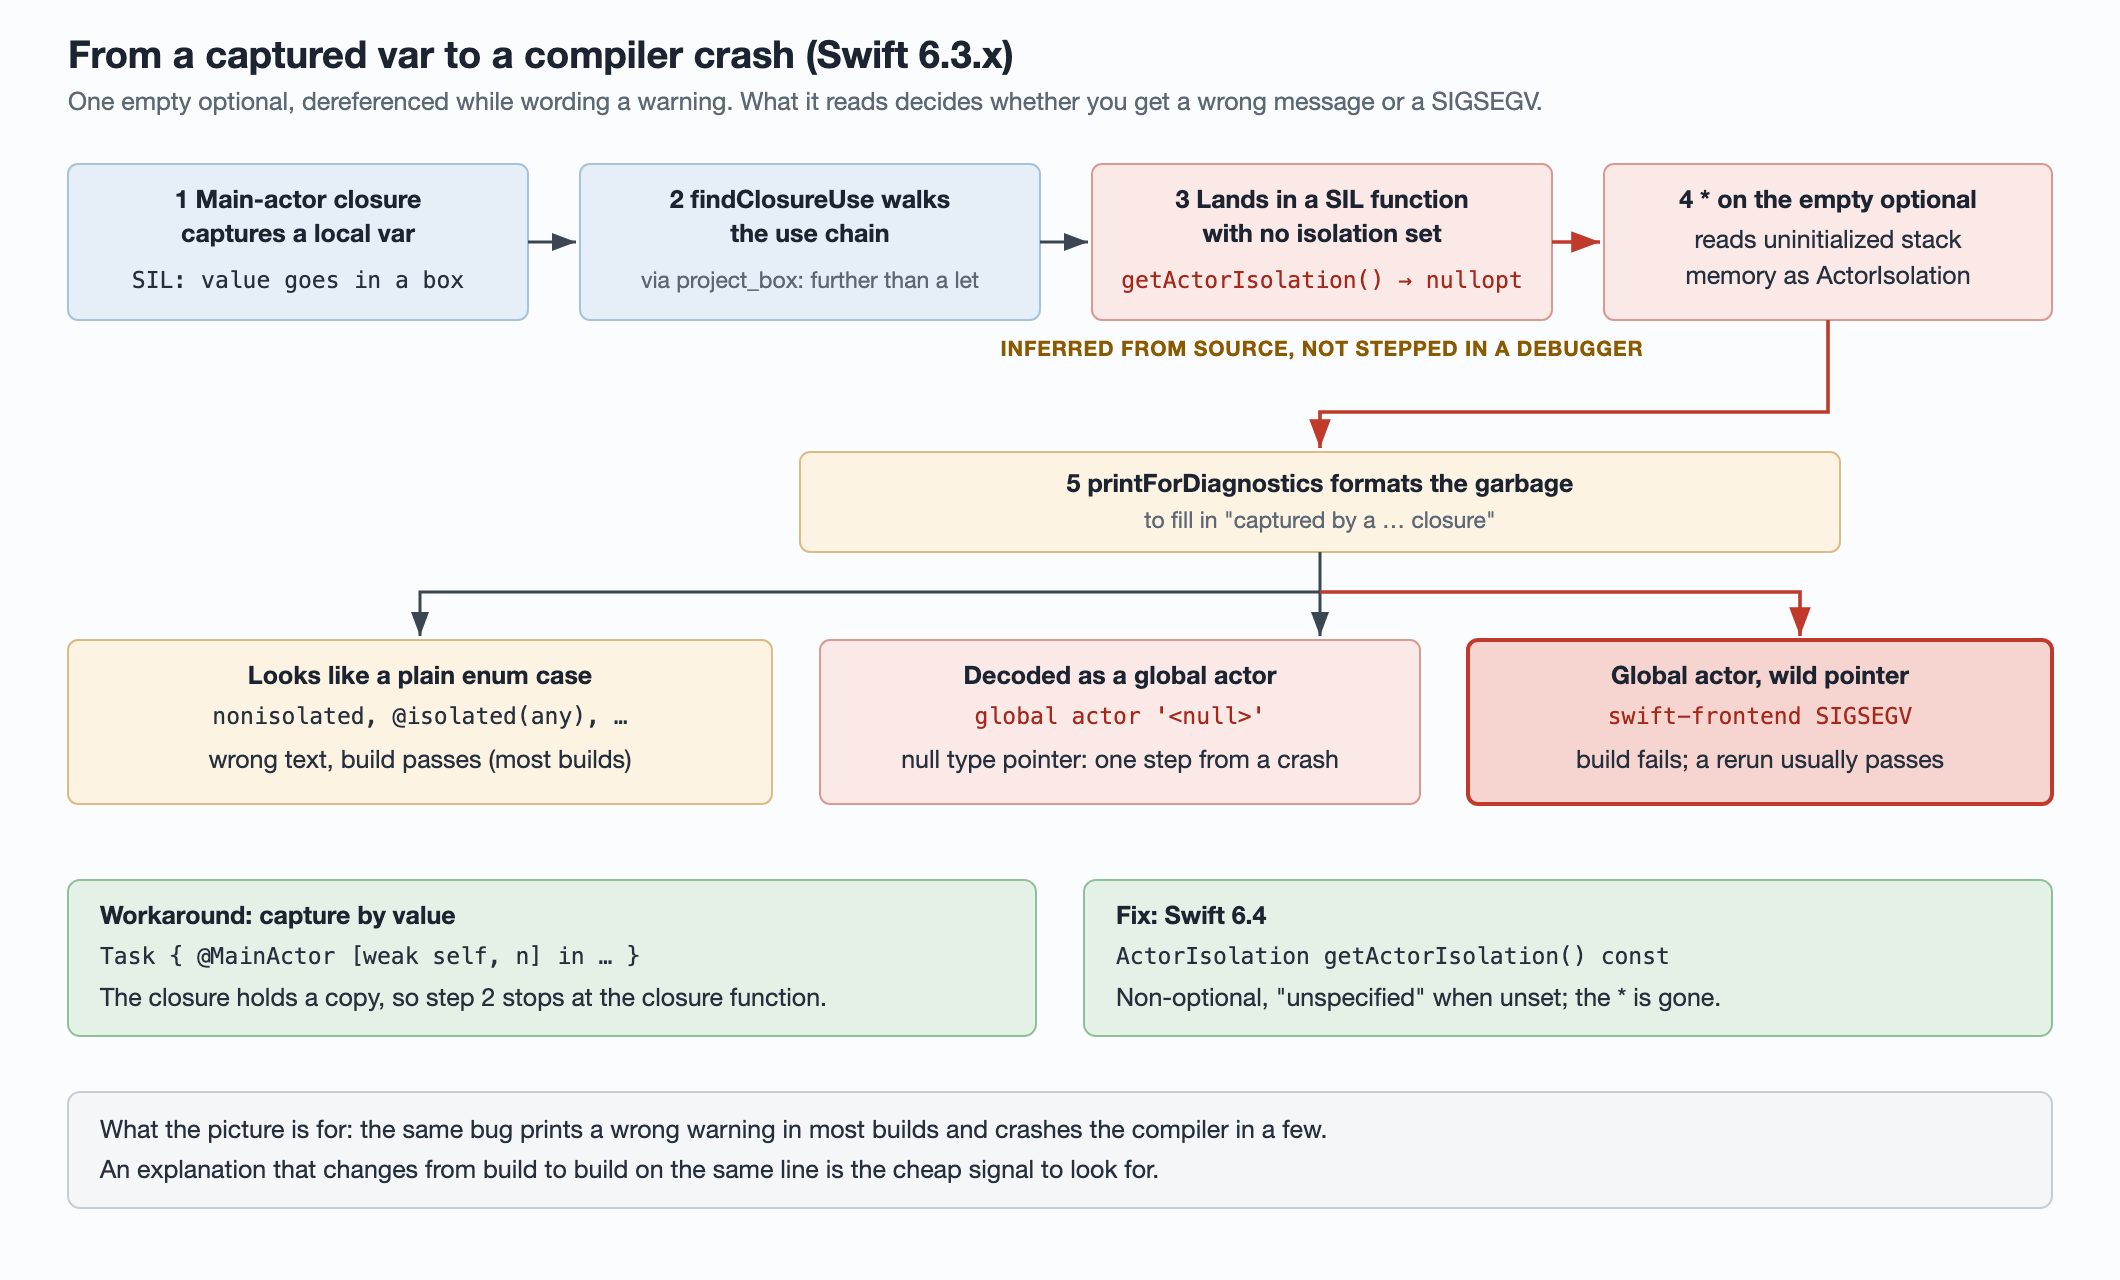 From a captured var to a compiler crash (Swift 6.3.x)
One empty optional, dereferenced while wording a warning. What it reads decides whether you get a wrong message or a SIGSEGV.
1 Main-actor closure
captures a local var
SIL: value goes in a box
2 findClosureUse walks
the use chain
via project_box: further than a let
3 Lands in a SIL function
with no isolation set
getActorIsolation() → nullopt
4 * on the empty optional
reads uninitialized stack
memory as ActorIsolation
INFERRED FROM SOURCE, NOT STEPPED IN A DEBUGGER
5 printForDiagnostics formats the garbage
to fill in "captured by a … closure"
Looks like a plain enum case
nonisolated, @isolated(any), …
wrong text, build passes (most builds)
Decoded as a global actor
global actor '<null>'
null type pointer: one step from a crash
Global actor, wild pointer
swift-frontend SIGSEGV
build fails; a rerun usually passes
Workaround: capture by value
Task { @MainActor [weak self, n] in … }
The closure holds a copy, so step 2 stops at the closure function.
Fix: Swift 6.4
ActorIsolation getActorIsolation() const
Non-optional, "unspecified" when unset; the * is gone.
What the picture is for: the same bug prints a wrong warning in most builds and crashes the compiler in a few.
An explanation that changes from build to build on the same line is the cheap signal to look for.